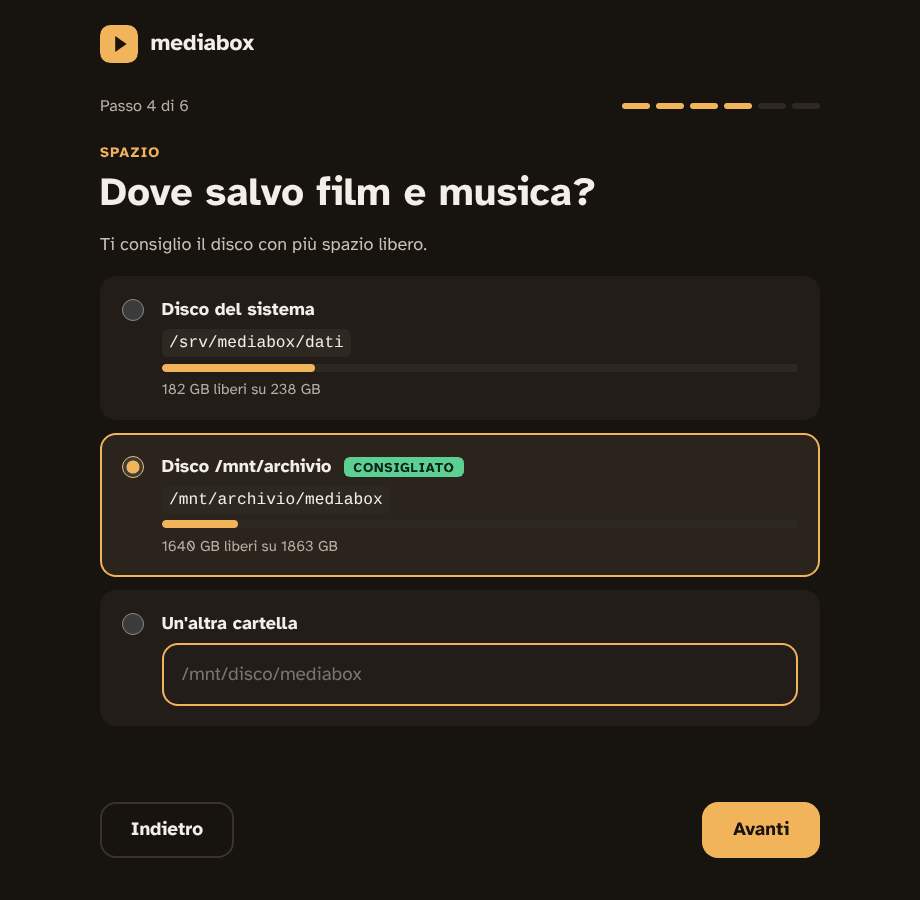 mediabox
Passo 4 di 6
SPAZIO
Dove salvo film e musica?
Ti consiglio il disco con più spazio libero.
Disco del sistema
/srv/mediabox/dati
182 GB liberi su 238 GB
Disco /mnt/archivio CONSIGLIATO
/mnt/archivio/mediabox
1640 GB liberi su 1863 GB
Un'altra cartella
/mnt/disco/mediabox
Indietro
Avanti